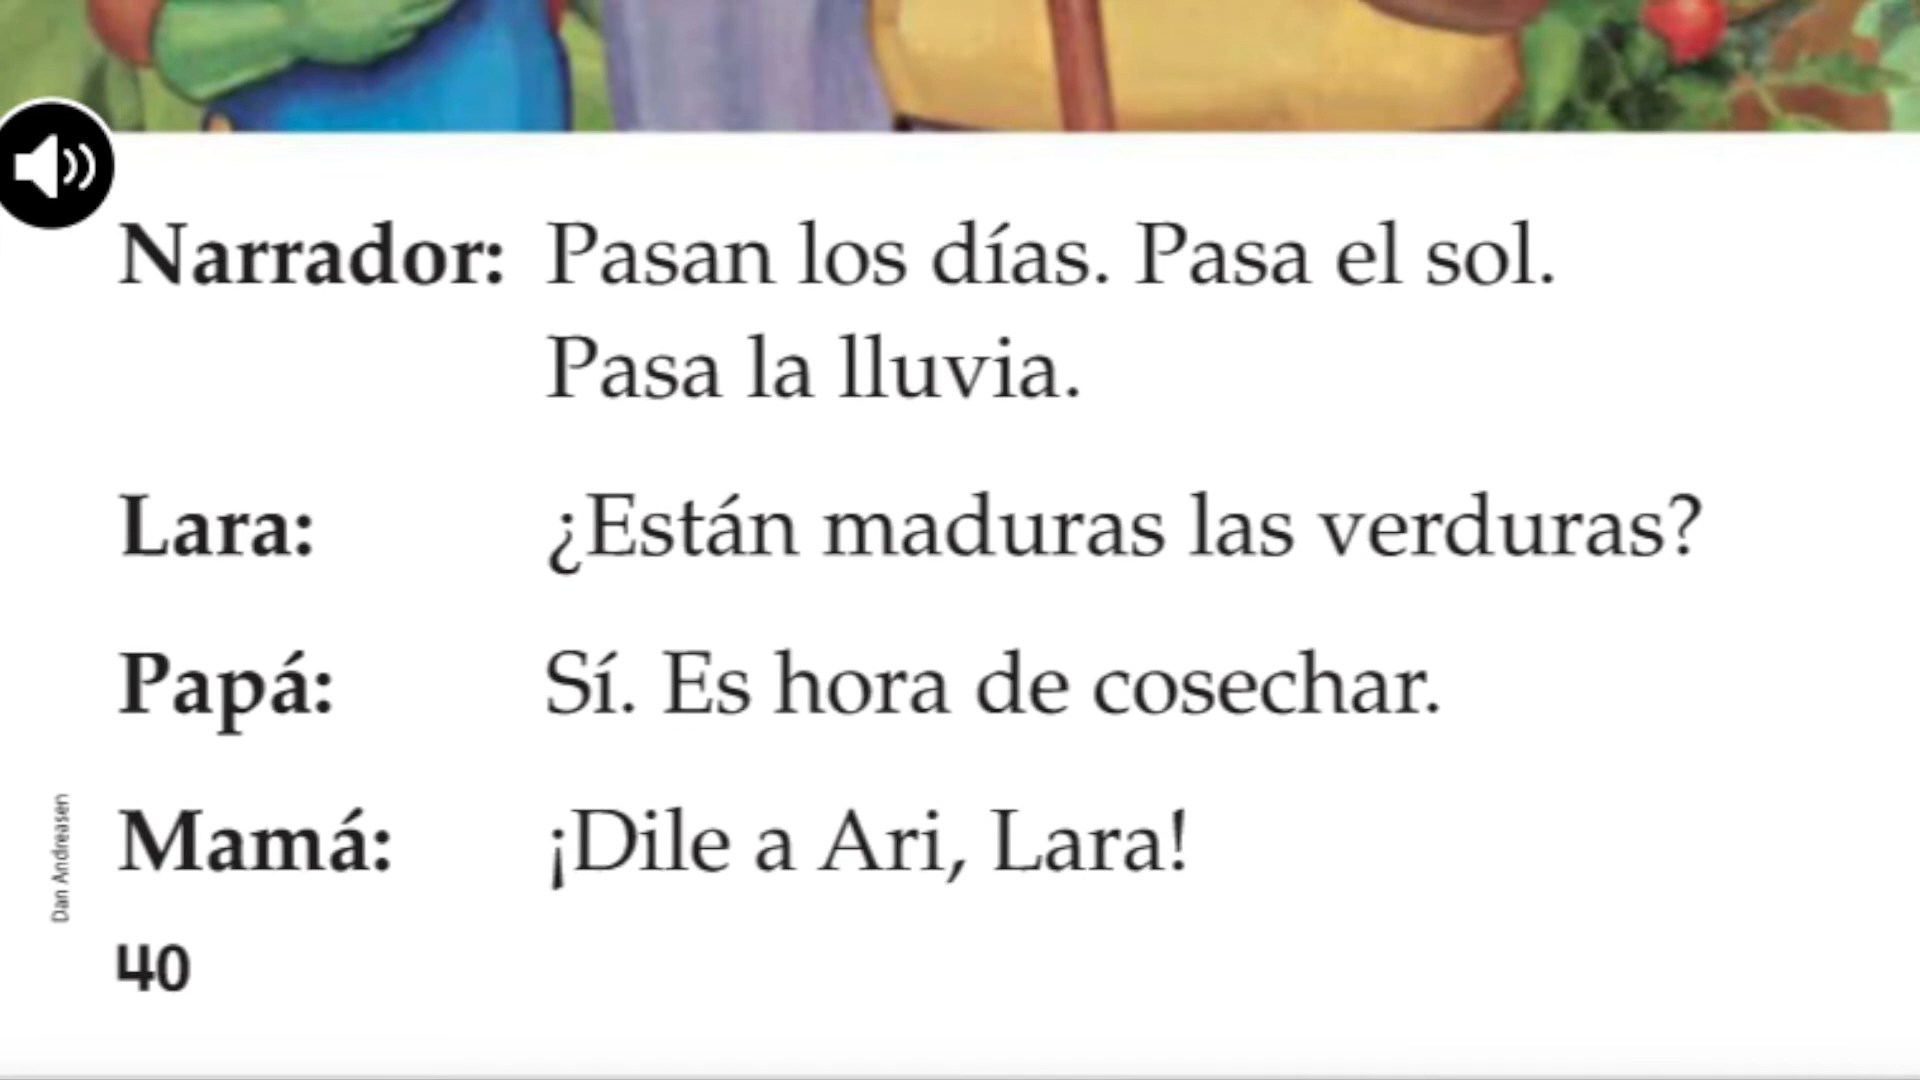 Narrador: Pasan los días. Pasa el sol.
Pasa la lluvia.
Lara: ¿Están maduras las verduras?
Papá: Sí. Es hora de cosechar.
Mamá: ¡Dile a Ari, Lara!
Dan Andreasen
40